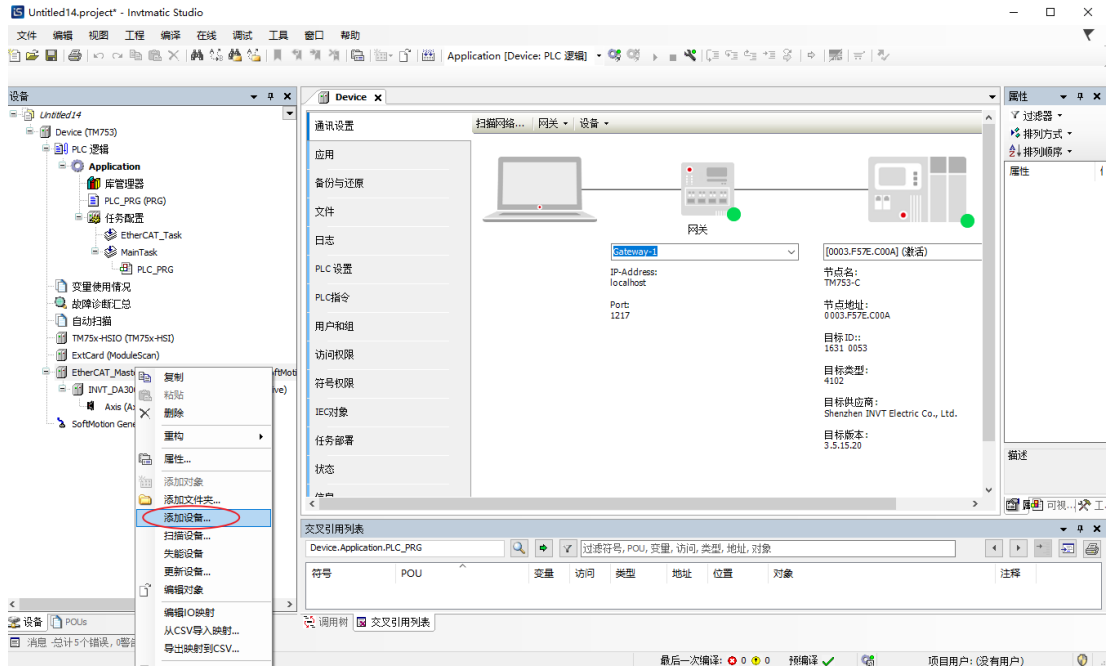 Untitled14.project* - Invtmatic Studio
文件 编辑 视图 工程 编译 在线 调试 工具 窗口 帮助
Application [Device: PLC 逻辑]
设备
Untitled14
Device (TM753)
PLC 逻辑
Application
库管理器
PLC_PRG (PRG)
任务配置
EtherCAT_Task
MainTask
PLC_PRG
变量使用情况
故障诊断汇总
自动扫描
TM75x-HSIO (TM75x-HSI)
ExtCard (ModuleScan)
EtherCAT_Mast
ftMoti
INVT_DA30
ve)
Axis (A
SoftMotion Gene
复制
粘贴
删除
重构
属性...
添加对象
添加文件夹...
添加设备...
扫描设备...
失能设备
更新设备...
编辑对象
编辑IO映射
从CSV导入映射...
导出映射到CSV...
设备 POUs
消息 -总计5个错误, 0警
Device
通讯设置
应用
备份与还原
文件
日志
PLC 设置
PLC指令
用户和组
访问权限
符号权限
IEC对象
任务部署
状态
信息
扫描网络... 网关 设备
网关
Gateway-1
IP-Address:
localhost
Port:
1217
[0003.F57E.C00A] (激活)
节点名:
TM753-C
节点地址:
0003.F57E.C00A
目标ID::
1631 0053
目标类型:
4102
目标供应商:
Shenzhen INVT Electric Co., Ltd.
目标版本:
3.5.15.20
属性
过滤器
排列方式
排列顺序
属性
描述
可视... 工
交叉引用列表
Device.Application.PLC_PRG
过滤符号, POU, 变量, 访问, 类型, 地址, 对象
符号 POU 变量 访问 类型 地址 位置 对象 注释
调用树 交叉引用列表
最后一次编译: 0 0 预编译 项目用户: (没有用户)